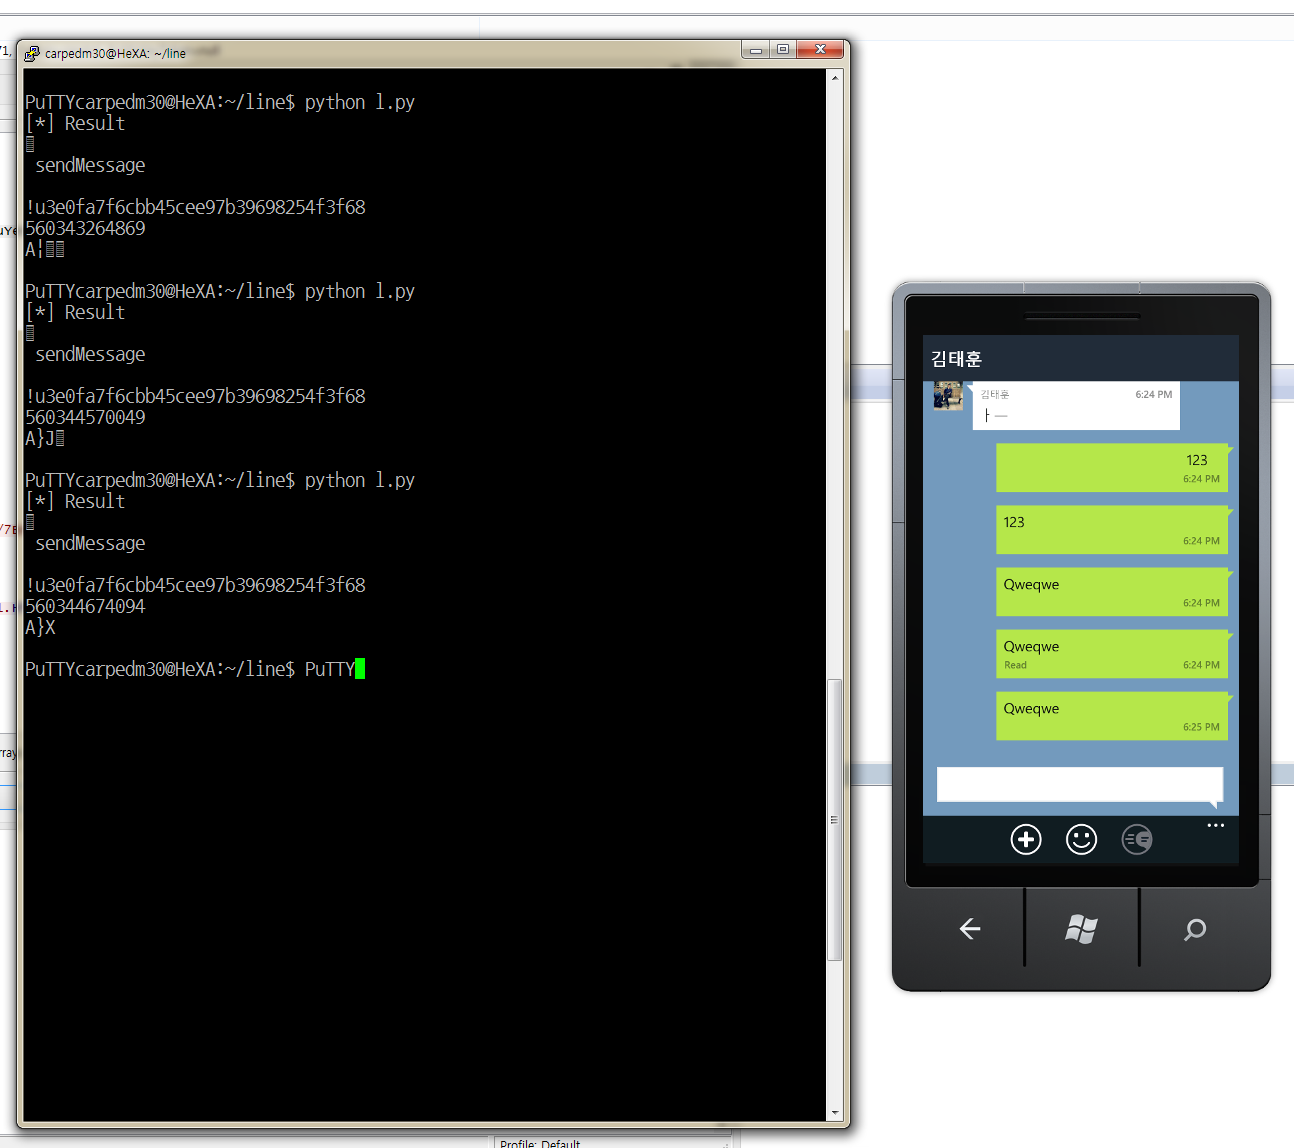 carpedm30@HeXA: ~/line
PuTTYcarpedm30@HeXA:~/line$ python l.py
[*] Result
sendMessage
!u3e0fa7f6cbb45cee97b39698254f3f68
560343264869
A¦
PuTTYcarpedm30@HeXA:~/line$ python l.py
[*] Result
sendMessage
!u3e0fa7f6cbb45cee97b39698254f3f68
560344570049
A}J
PuTTYcarpedm30@HeXA:~/line$ python l.py
[*] Result
sendMessage
!u3e0fa7f6cbb45cee97b39698254f3f68
560344674094
A}X
PuTTYcarpedm30@HeXA:~/line$ PuTTY
김태훈
김태훈 6:24 PM
ㅏㅡ
123
6:24 PM
123
6:24 PM
Qweqwe
6:24 PM
Qweqwe
Read 6:24 PM
Qweqwe
6:25 PM
Profile: Default